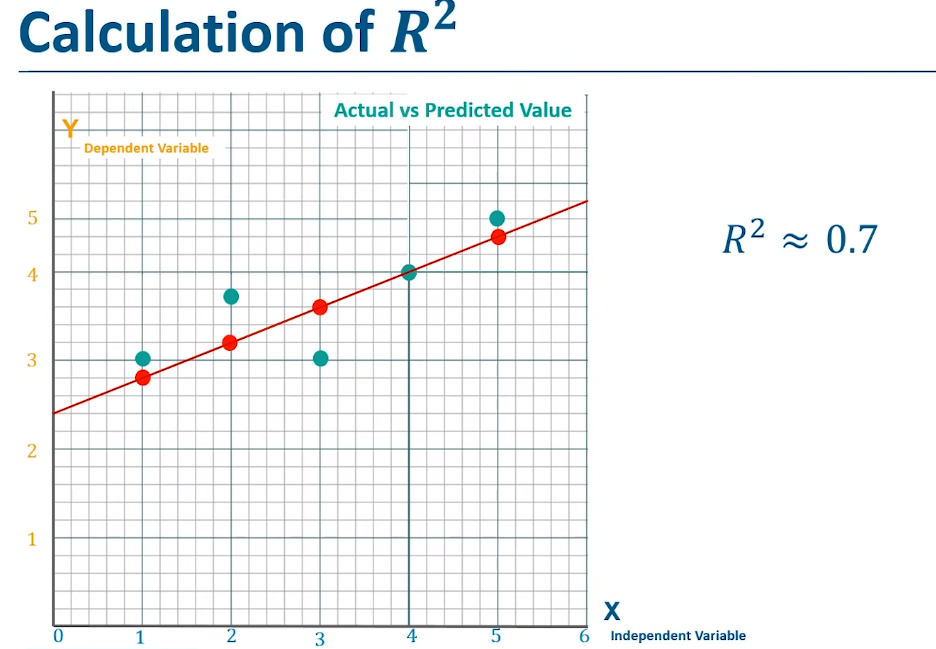 Calculation of R²
Actual vs Predicted Value
Y
Dependent Variable
5
4
3
2
1
R² ≈ 0.7
0 1 2 3 4 5 6
X
Independent Variable